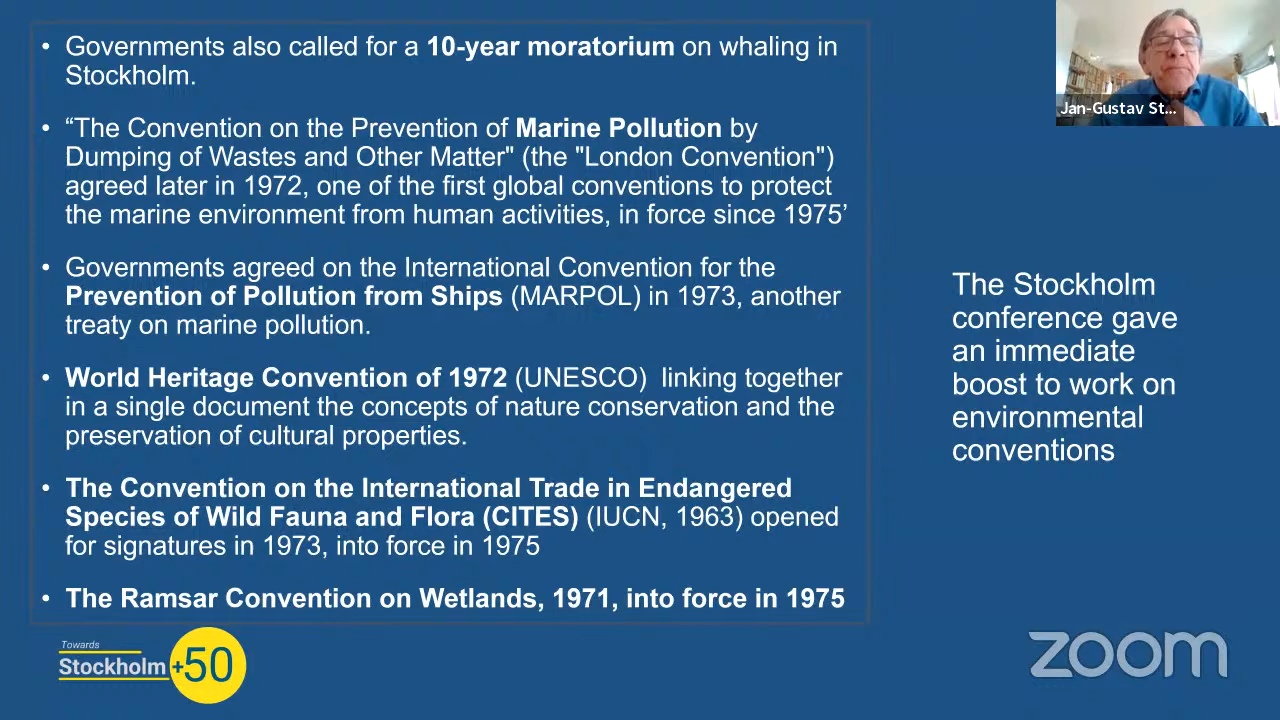 • Governments also called for a 10-year moratorium on whaling in
Stockholm.
• “The Convention on the Prevention of Marine Pollution by
Dumping of Wastes and Other Matter" (the "London Convention")
agreed later in 1972, one of the first global conventions to protect
the marine environment from human activities, in force since 1975’
• Governments agreed on the International Convention for the
Prevention of Pollution from Ships (MARPOL) in 1973, another
treaty on marine pollution.
• World Heritage Convention of 1972 (UNESCO) linking together
in a single document the concepts of nature conservation and the
preservation of cultural properties.
• The Convention on the International Trade in Endangered
Species of Wild Fauna and Flora (CITES) (IUCN, 1963) opened
for signatures in 1973, into force in 1975
• The Ramsar Convention on Wetlands, 1971, into force in 1975
The Stockholm
conference gave
an immediate
boost to work on
environmental
conventions
Jan-Gustav St...
Towards
Stockholm+50
zoom